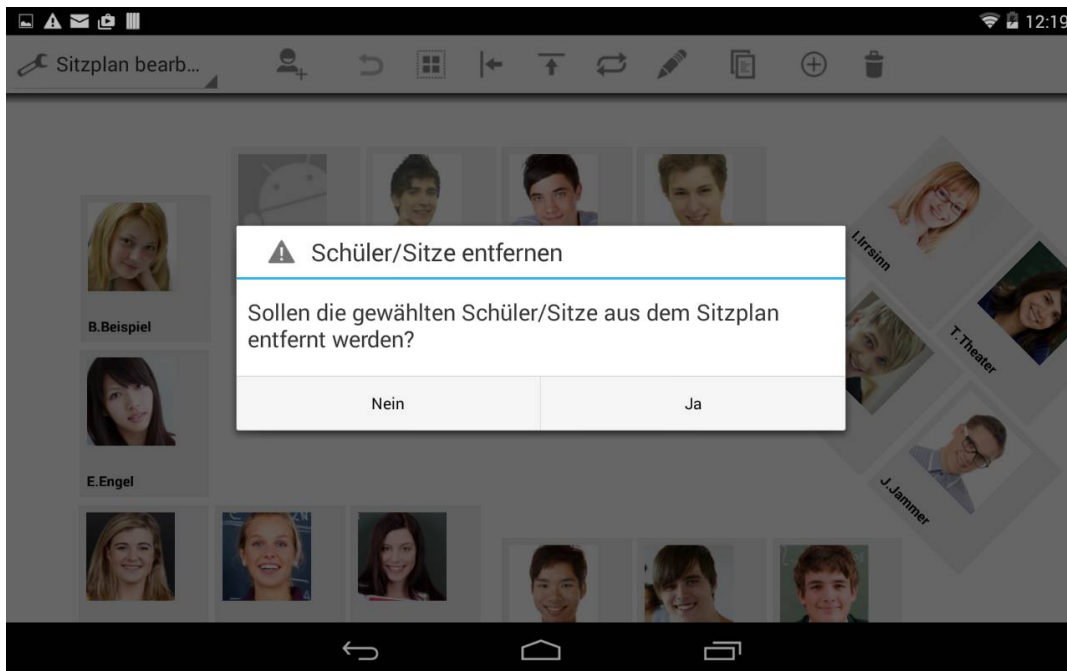 12:19
Sitzplan bearb...
Schüler/Sitze entfernen
Sollen die gewählten Schüler/Sitze aus dem Sitzplan
entfernt werden?
Nein
Ja
B.Beispiel
E.Engel
I.Irrsinn
T.Theater
J.Jammer